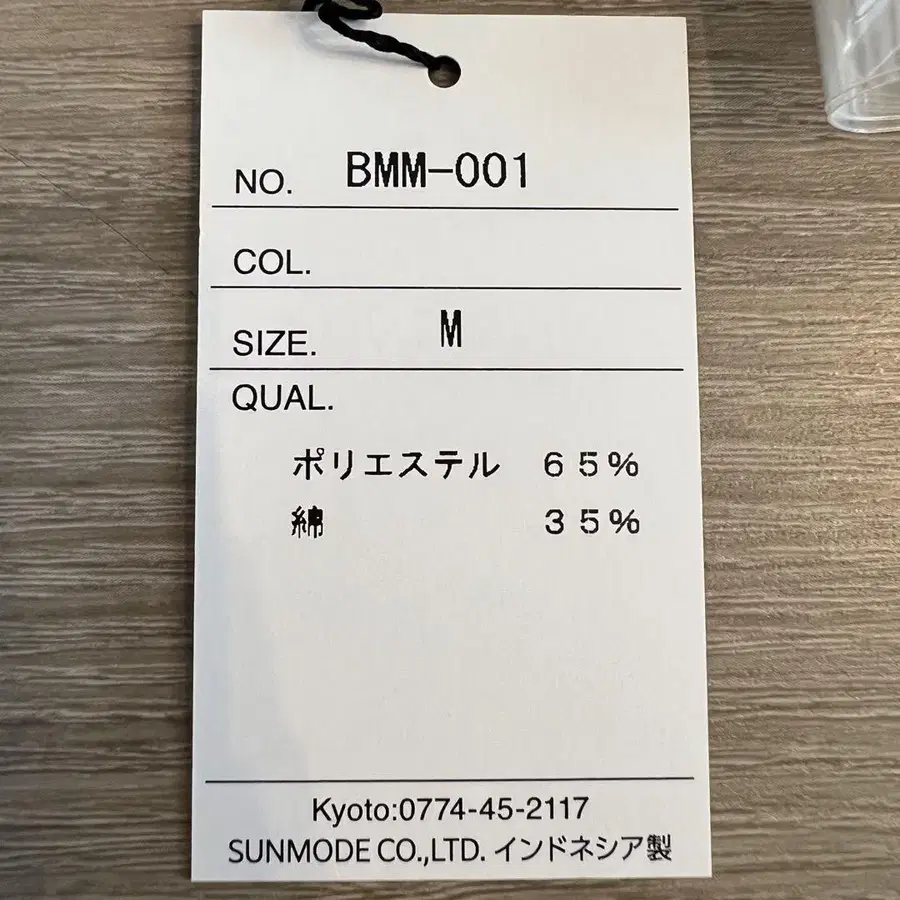 NO. BMM-001
COL.
SIZE. M
QUAL.
ポリエステル 65%
綿 35%
Kyoto:0774-45-2117
SUNMODE CO.,LTD. インドネシア製